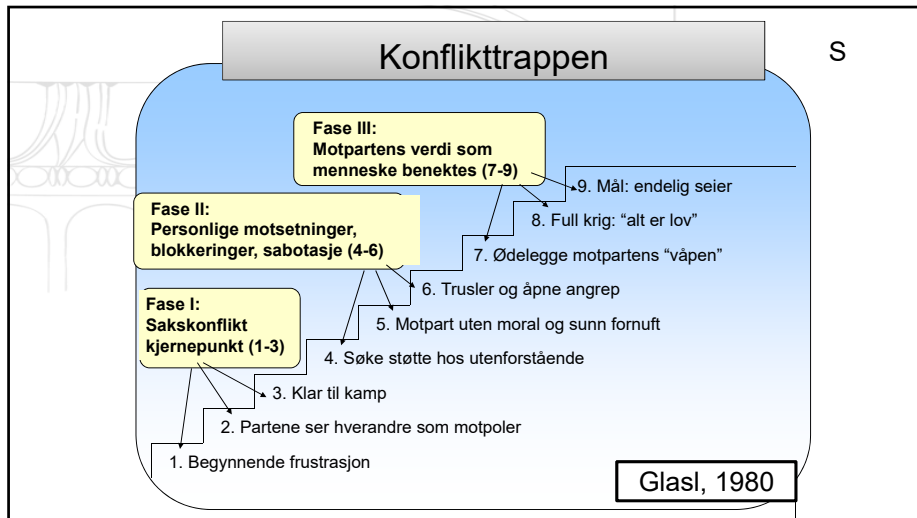 Konflikttrappen
S
Fase III:
Motpartens verdi som
menneske benektes (7-9)
9. Mål: endelig seier
Fase II:
Personlige motsetninger,
blokkeringer, sabotasje (4-6)
8. Full krig: “alt er lov”
7. Ødelegge motpartens “våpen”
6. Trusler og åpne angrep
Fase I:
Sakskonflikt
kjernepunkt (1-3)
5. Motpart uten moral og sunn fornuft
4. Søke støtte hos utenforstående
3. Klar til kamp
2. Partene ser hverandre som motpoler
1. Begynnende frustrasjon
Glasl, 1980